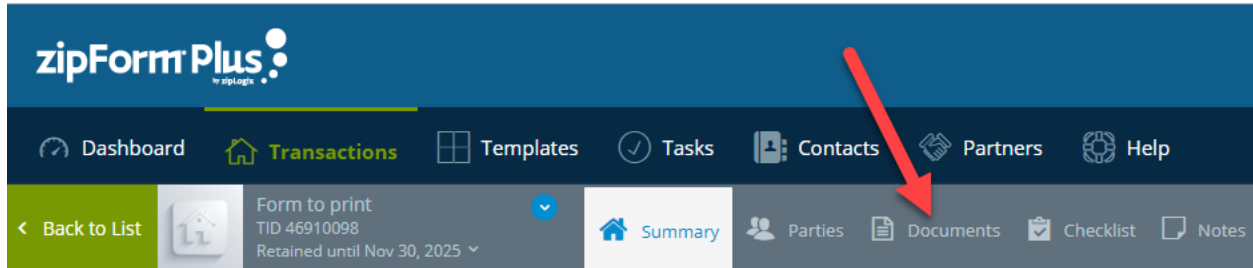 zipForm Plus
by zipLogix
Dashboard Transactions Templates Tasks Contacts Partners Help
Back to List
Form to print
TID 46910098
Retained until Nov 30, 2025
Summary Parties Documents Checklist Notes